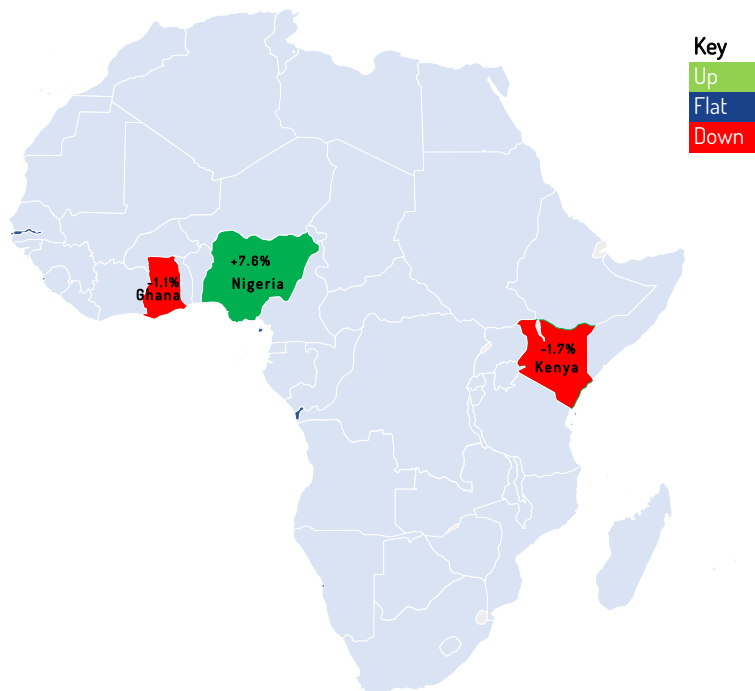 Key
Up
Flat
Down
+7.6%
Nigeria
-1.1%
Ghana
-1.7%
Kenya